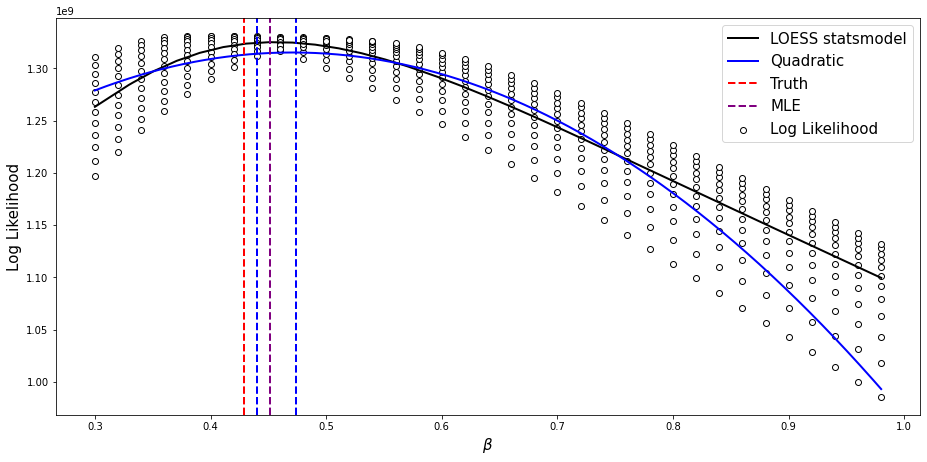 1e9
1.30
1.25
1.20
1.15
1.10
1.05
1.00
Log Likelihood
0.3 0.4 0.5 0.6 0.7 0.8 0.9 1.0
β
LOESS statsmodel
Quadratic
Truth
MLE
Log Likelihood